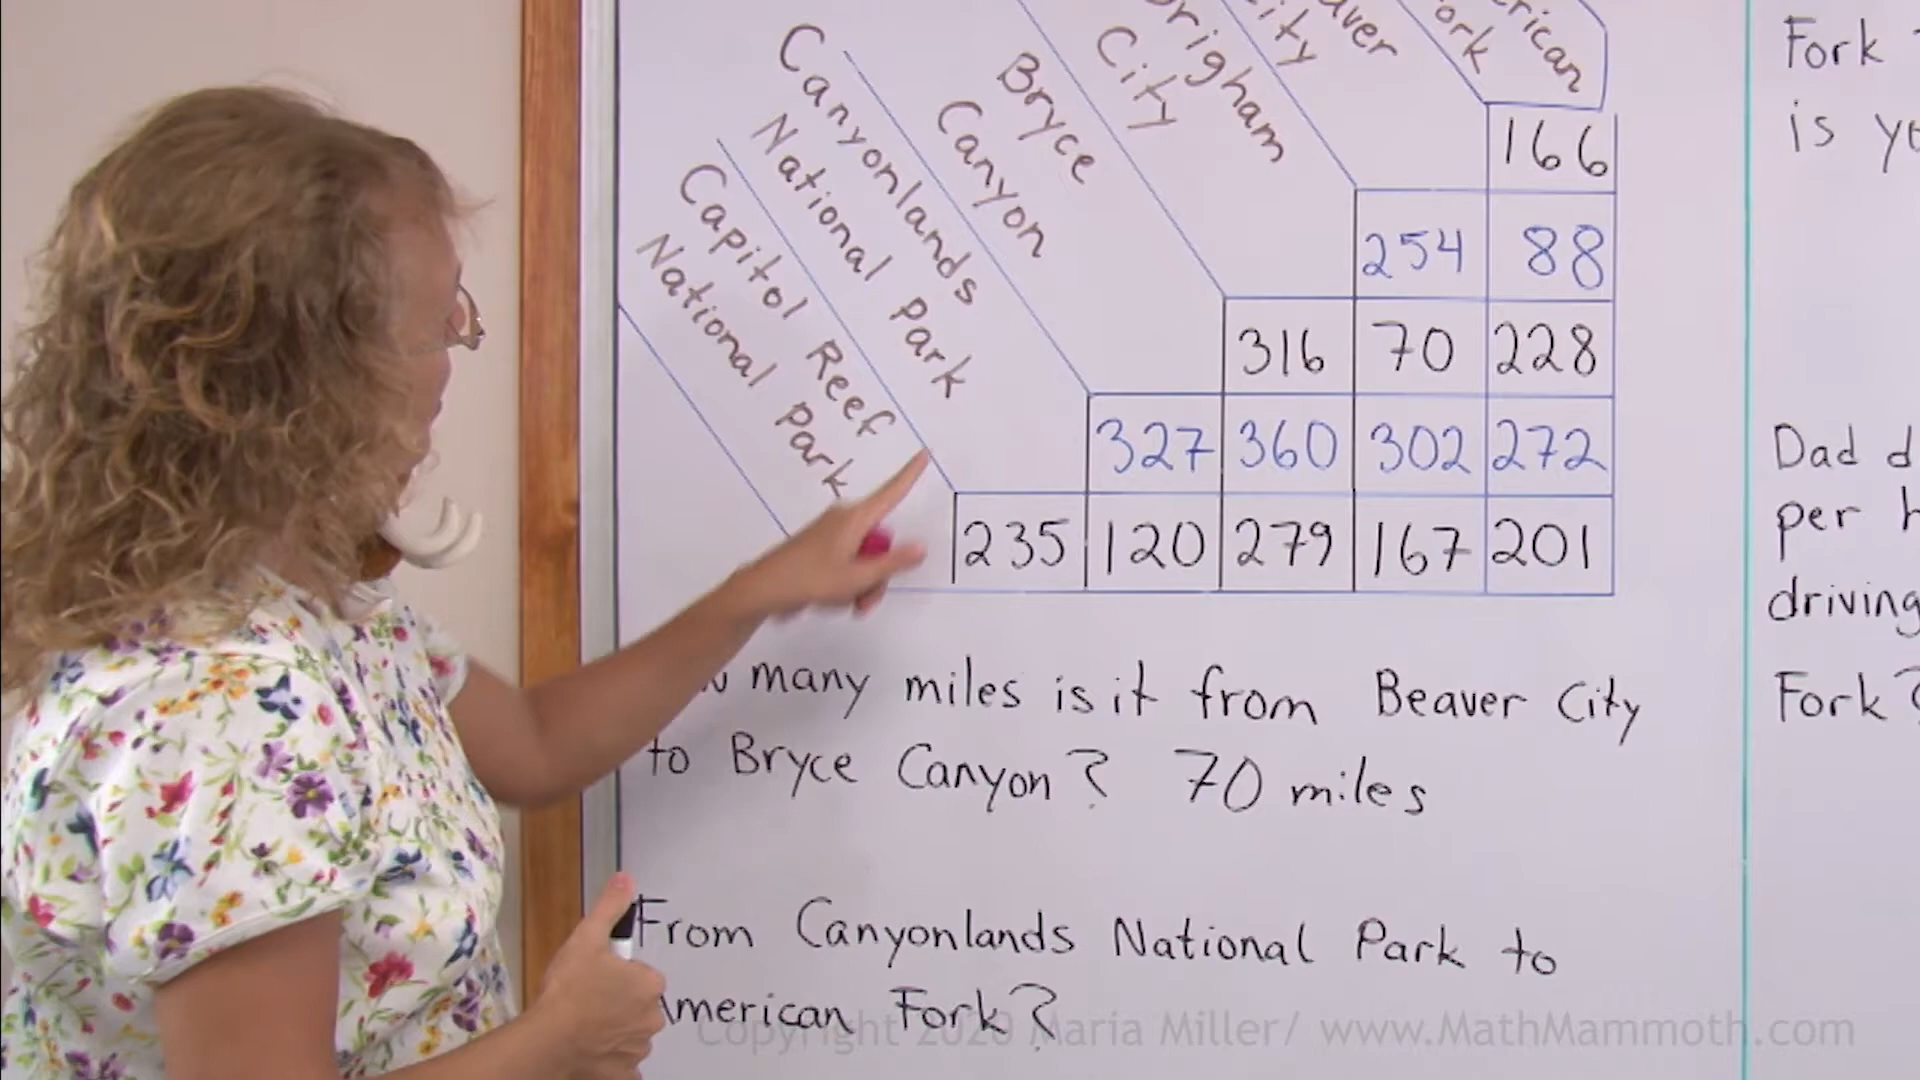 Canyonlands
National Park
Capitol Reef
National Park
Bryce
Canyon
City
166
254 88
316 70 228
327 360 302 272
235 120 279 167 201
many miles is it from Beaver City
to Bryce Canyon? 70 miles
From Canyonlands National Park to
American Fork?
Fork
is
Dad
per
driving
Fork?
Copyright 2020 Maria Miller/ www.MathMammoth.com